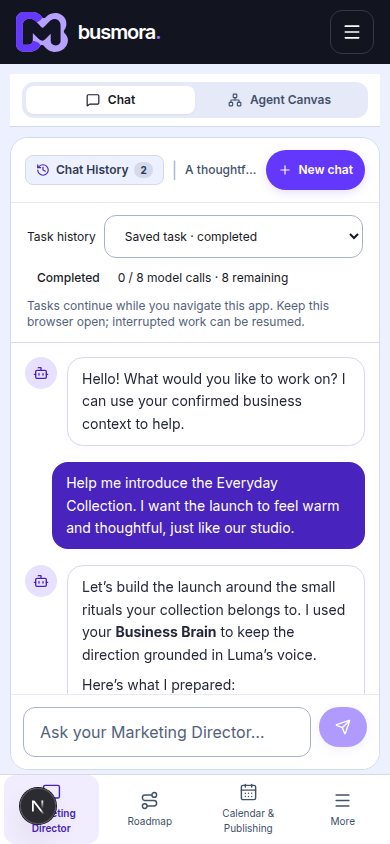 busmora.
Chat
Agent Canvas
Chat History 2
A thoughtf...
New chat
Task history
Saved task · completed
Completed 0 / 8 model calls · 8 remaining
Tasks continue while you navigate this app. Keep this
browser open; interrupted work can be resumed.
Hello! What would you like to work on? I
can use your confirmed business
context to help.
Help me introduce the Everyday
Collection. I want the launch to feel warm
and thoughtful, just like our studio.
Let's build the launch around the small
rituals your collection belongs to. I used
your Business Brain to keep the
direction grounded in Luma's voice.
Here's what I prepared:
Ask your Marketing Director...
N
Director
Roadmap
Calendar &
Publishing
More